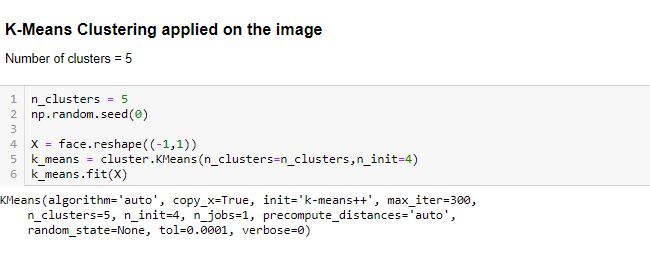 K-Means Clustering applied on the image
Number of clusters = 5
1 n_clusters = 5
2 np.random.seed(0)
3
4 X = face.reshape((-1,1))
5 k_means = cluster.KMeans(n_clusters=n_clusters,n_init=4)
6 k_means.fit(X)
KMeans(algorithm='auto', copy_x=True, init='k-means++', max_iter=300,
n_clusters=5, n_init=4, n_jobs=1, precompute_distances='auto',
random_state=None, tol=0.0001, verbose=0)